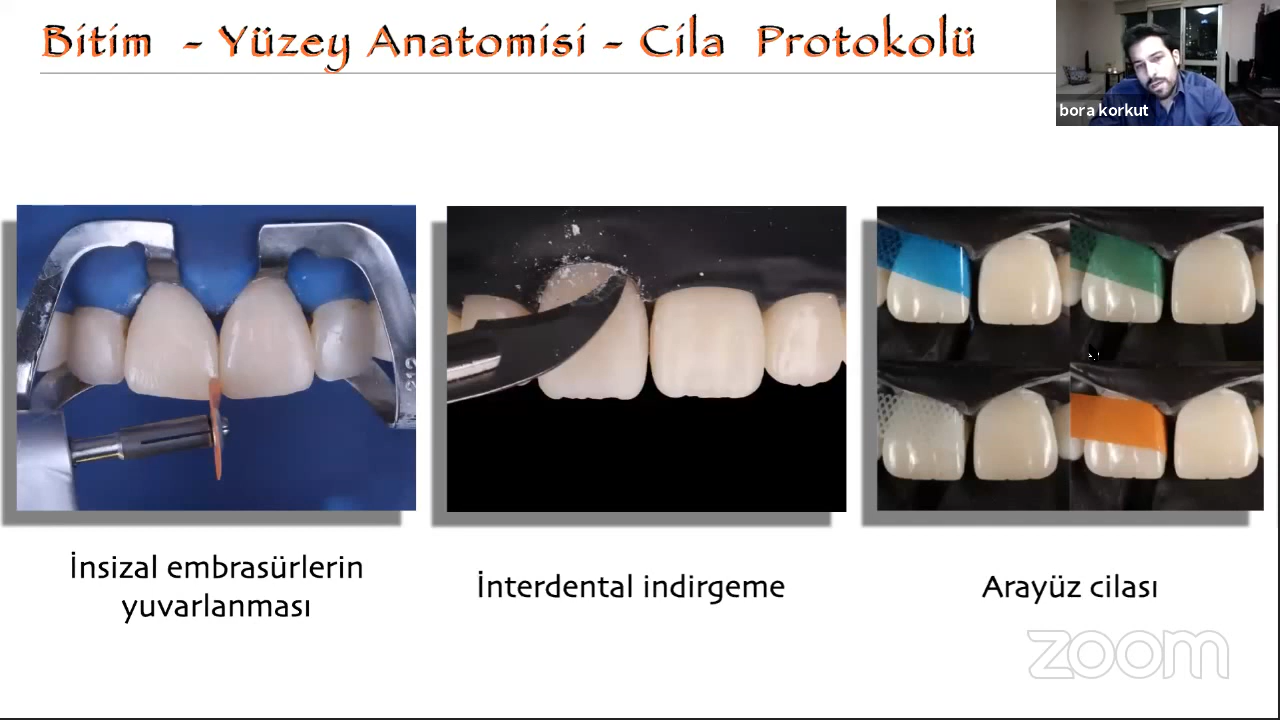 Bitim - Yüzey Anatomisi - Cila Protokolü
bora korkut
İnsizal embrasürlerin
yuvarlanması
İnterdental indirgeme
Arayüz cilası
zoom